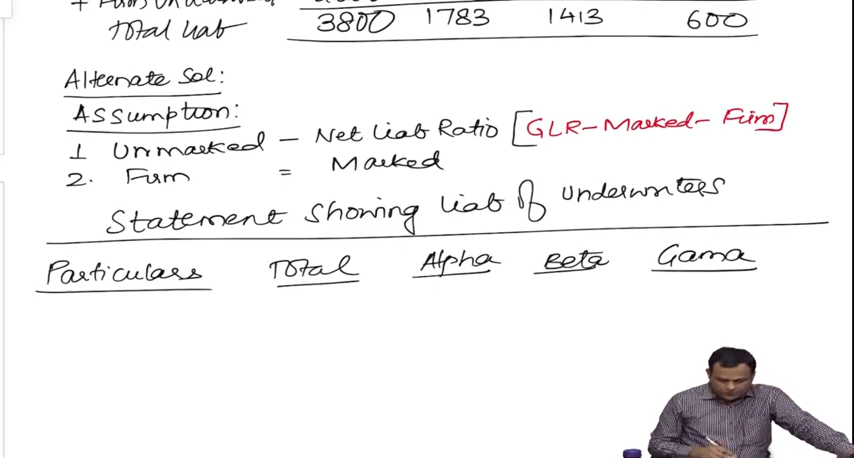 + Firm
Total Liab 3800 1783 1413 600
Alternate Sol:
Assumption:
1 Unmarked – Net Liab Ratio [GLR – Marked – Firm]
2. Firm = Marked
Statement Showing Liab of Underwriters
Particulars Total Alpha Beta Gama